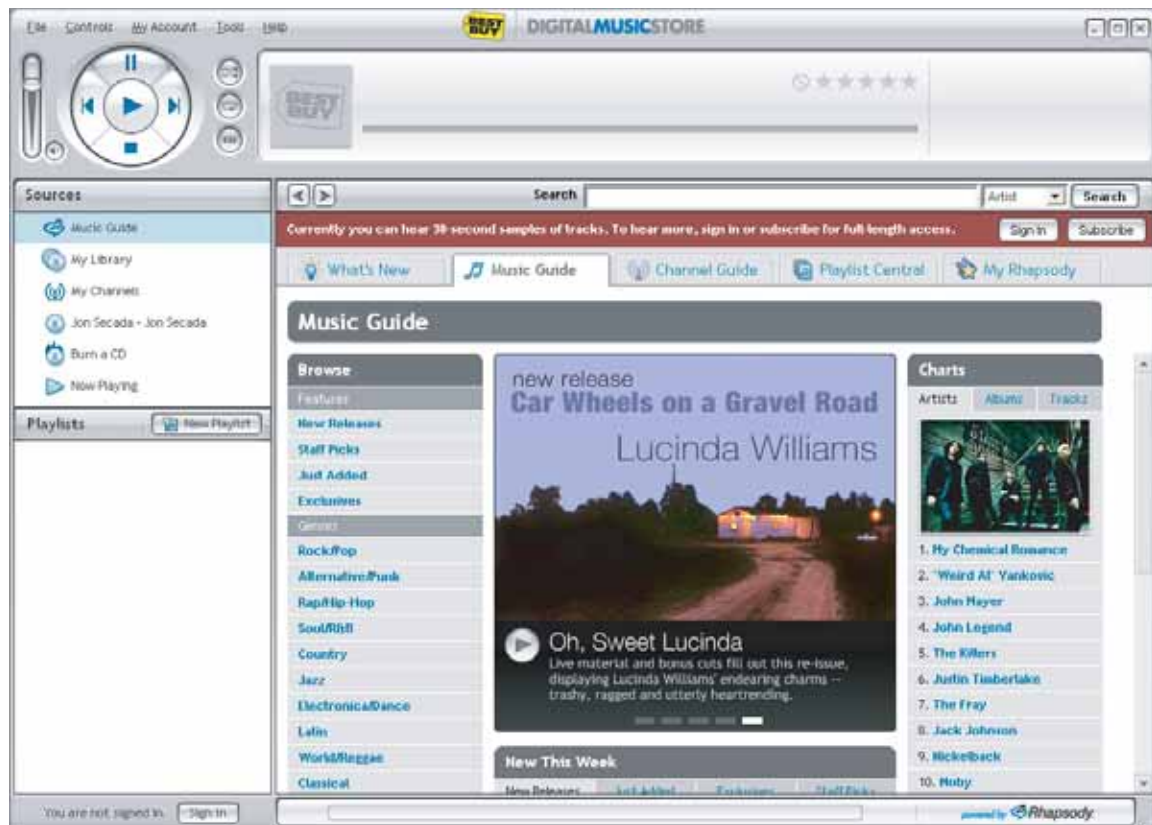 File Controls My Account Tools Help
BEST BUY DIGITALMUSICSTORE
BEST BUY
Sources
Music Guide
My Library
My Channels
Jon Secada - Jon Secada
Burn a CD
Now Playing
Playlists New Playlist
Search Artist Search
Currently you can hear 30-second samples of tracks. To hear more, sign in or subscribe for full-length access. Sign In Subscribe
What's New Music Guide Channel Guide Playlist Central My Rhapsody
Music Guide
Browse
Features
New Releases
Staff Picks
Just Added
Exclusives
Genres
Rock/Pop
Alternative/Punk
Rap/Hip-Hop
Soul/R&B
Country
Jazz
Electronica/Dance
Latin
World/Reggae
Classical
new release
Car Wheels on a Gravel Road
Lucinda Williams
Oh, Sweet Lucinda
Live material and bonus cuts fill out this re-issue,
displaying Lucinda Williams' endearing charms --
trashy, ragged and utterly heartrending.
New This Week
New Releases Just Added Exclusives Staff Picks
Charts
Artists Albums Tracks
1. My Chemical Romance
2. "Weird Al" Yankovic
3. John Mayer
4. John Legend
5. The Killers
6. Justin Timberlake
7. The Fray
8. Jack Johnson
9. Nickelback
10. Moby
You are not signed in. Sign In
powered by Rhapsody